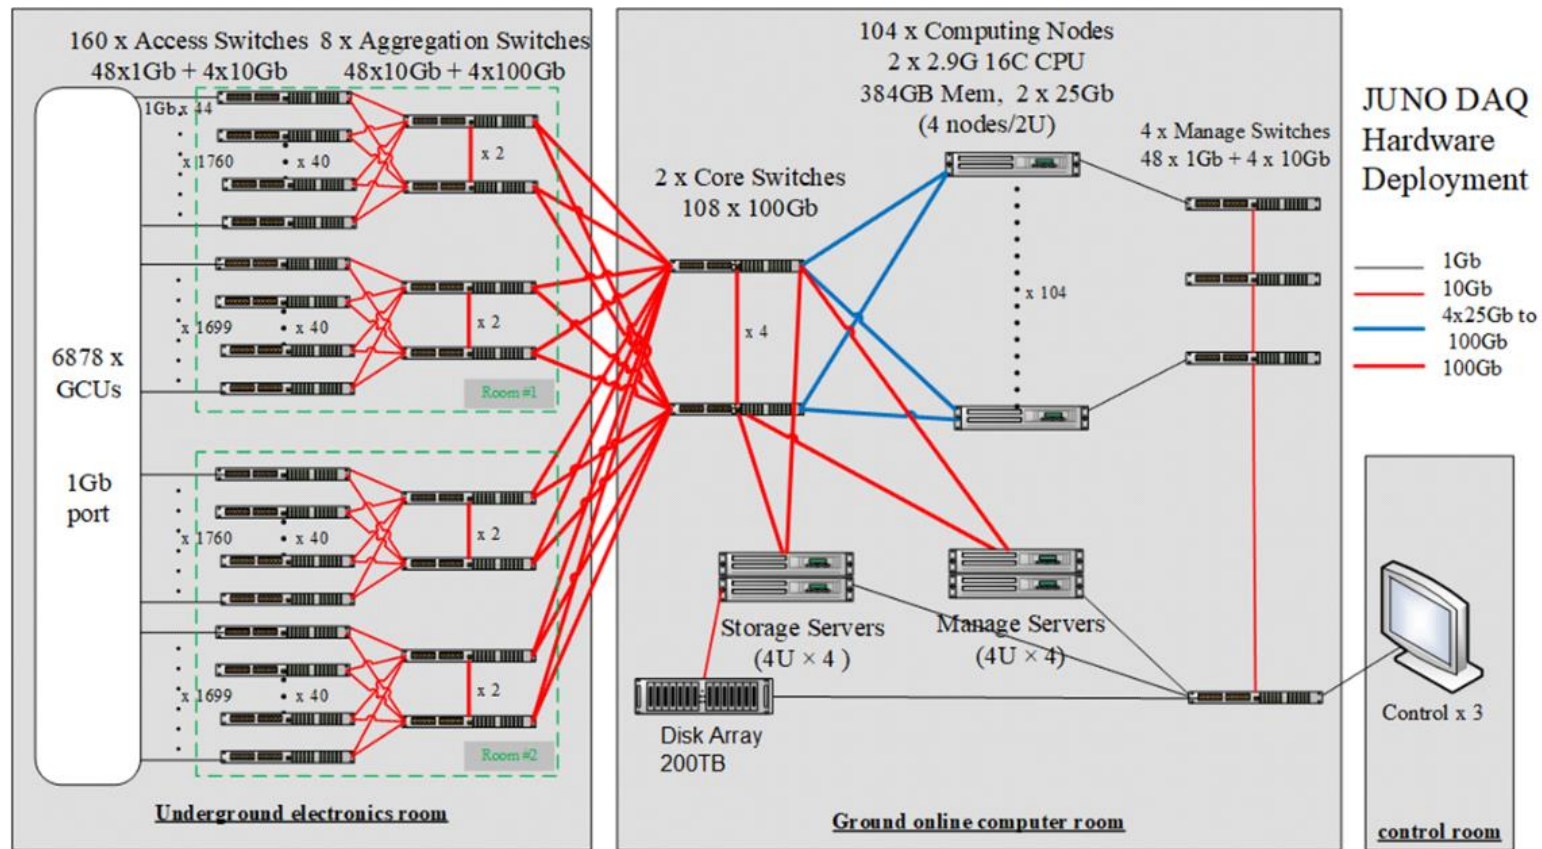 160 x Access Switches
48x1Gb + 4x10Gb
8 x Aggregation Switches
48x10Gb + 4x100Gb
1Gb x 44
x 1760
x 40
x 2
x 1699
x 40
x 2
Room #1
6878 x
GCUs
1Gb
port
x 1760
x 40
x 2
x 1699
x 40
x 2
Room #2
Underground electronics room
2 x Core Switches
108 x 100Gb
x 4
104 x Computing Nodes
2 x 2.9G 16C CPU
384GB Mem, 2 x 25Gb
(4 nodes/2U)
x 104
4 x Manage Switches
48 x 1Gb + 4 x 10Gb
Storage Servers
(4U × 4 )
Manage Servers
(4U × 4)
Disk Array
200TB
Ground online computer room
JUNO DAQ
Hardware
Deployment
1Gb
10Gb
4x25Gb to
100Gb
100Gb
Control x 3
control room